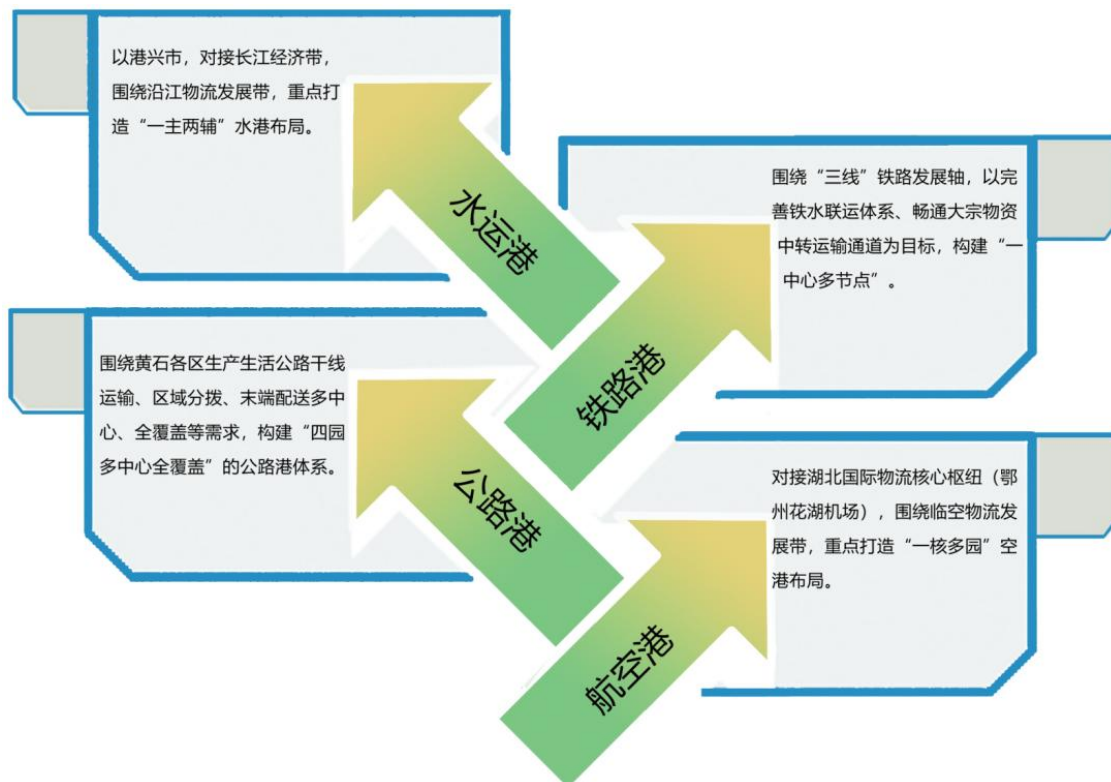 以港兴市，对接长江经济带，
围绕沿江物流发展带，重点打
造“一主两辅”水港布局。
水运港
围绕“三线”铁路发展轴，以完
善铁水联运体系、畅通大宗物资
中转运输通道为目标，构建“一
中心多节点”。
铁路港
围绕黄石各区生产生活公路干线
运输、区域分拨、末端配送多中
心、全覆盖等需求，构建“四园
多中心全覆盖”的公路港体系。
公路港
对接湖北国际物流核心枢纽（鄂
州花湖机场），围绕临空物流发
展带，重点打造“一核多园”空
港布局。
航空港